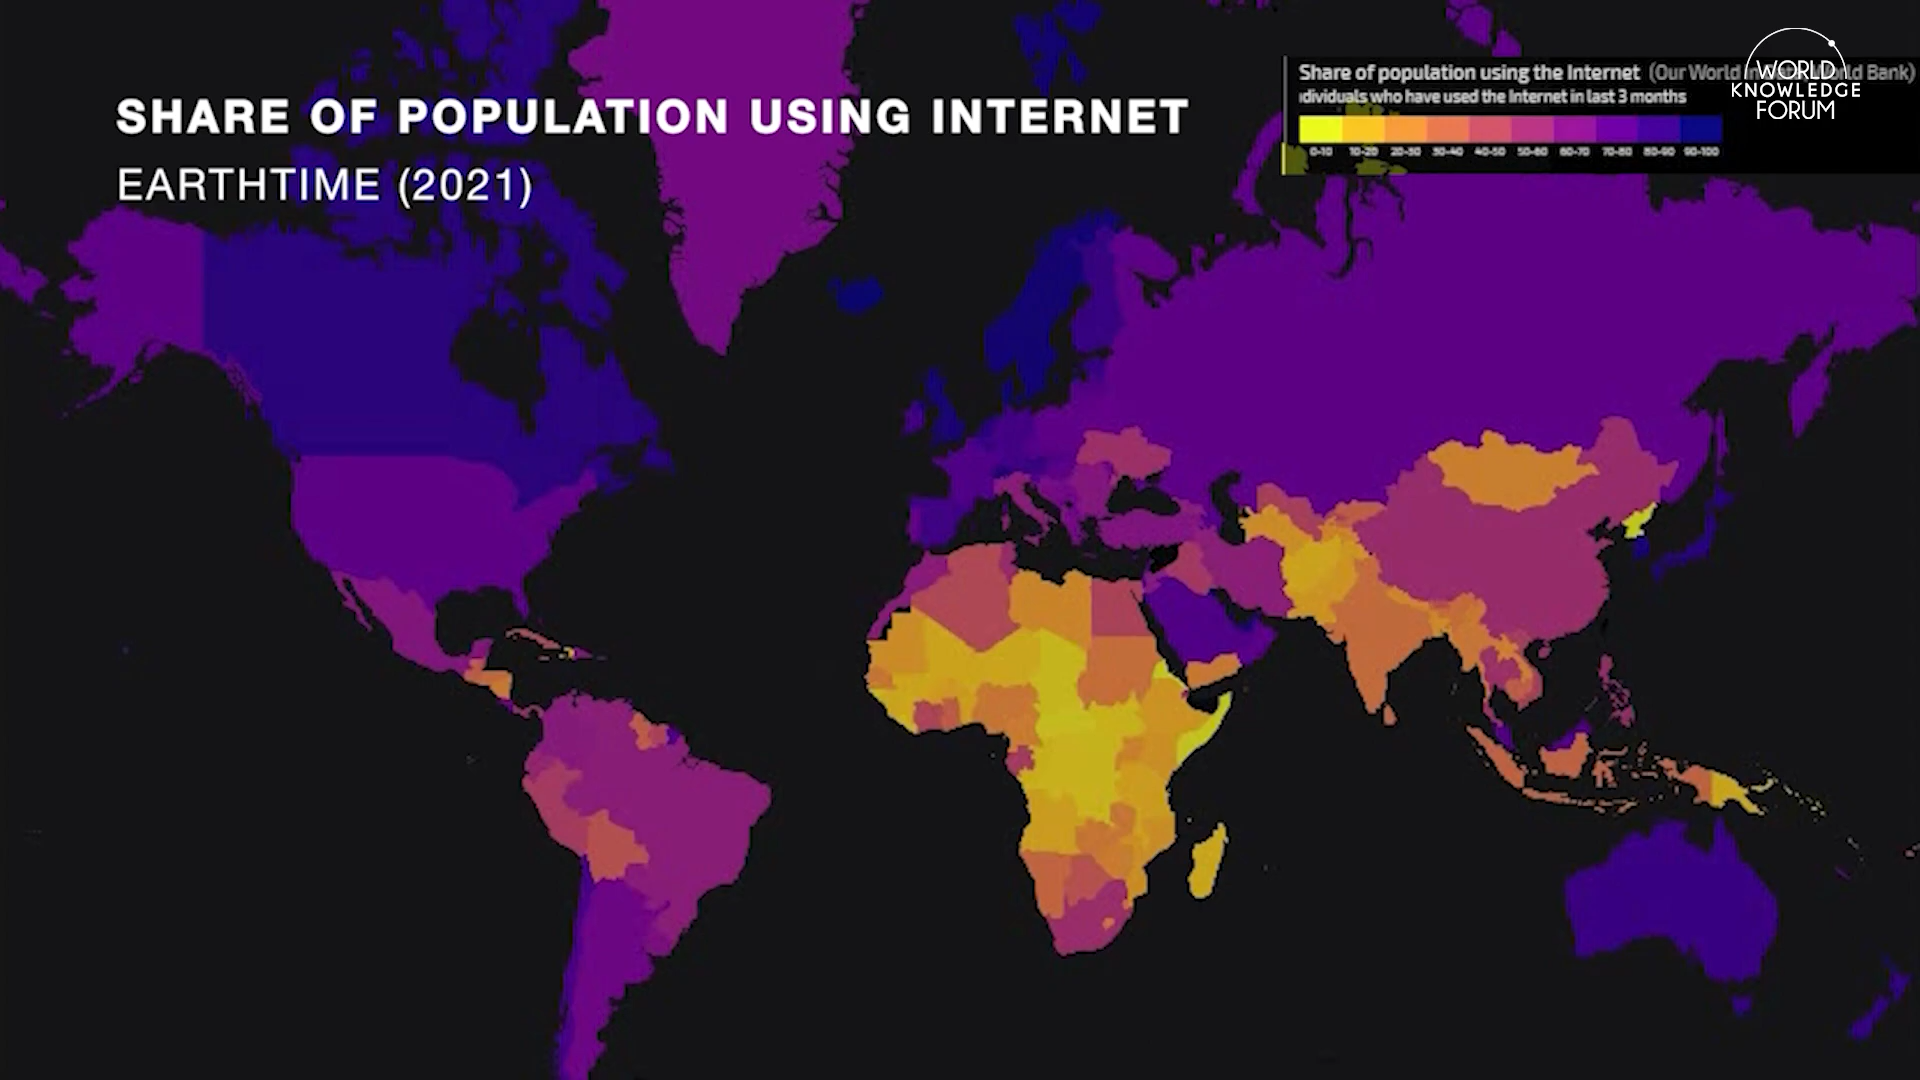 SHARE OF POPULATION USING INTERNET
EARTHTIME (2021)
Share of population using the Internet (Our World Bank)
dividuals who have used the Internet in last 3 months
0-10 10-20 20-30 30-40 40-50 50-60 60-70 70-80 80-90 90-100
WORLD
KNOWLEDGE
FORUM